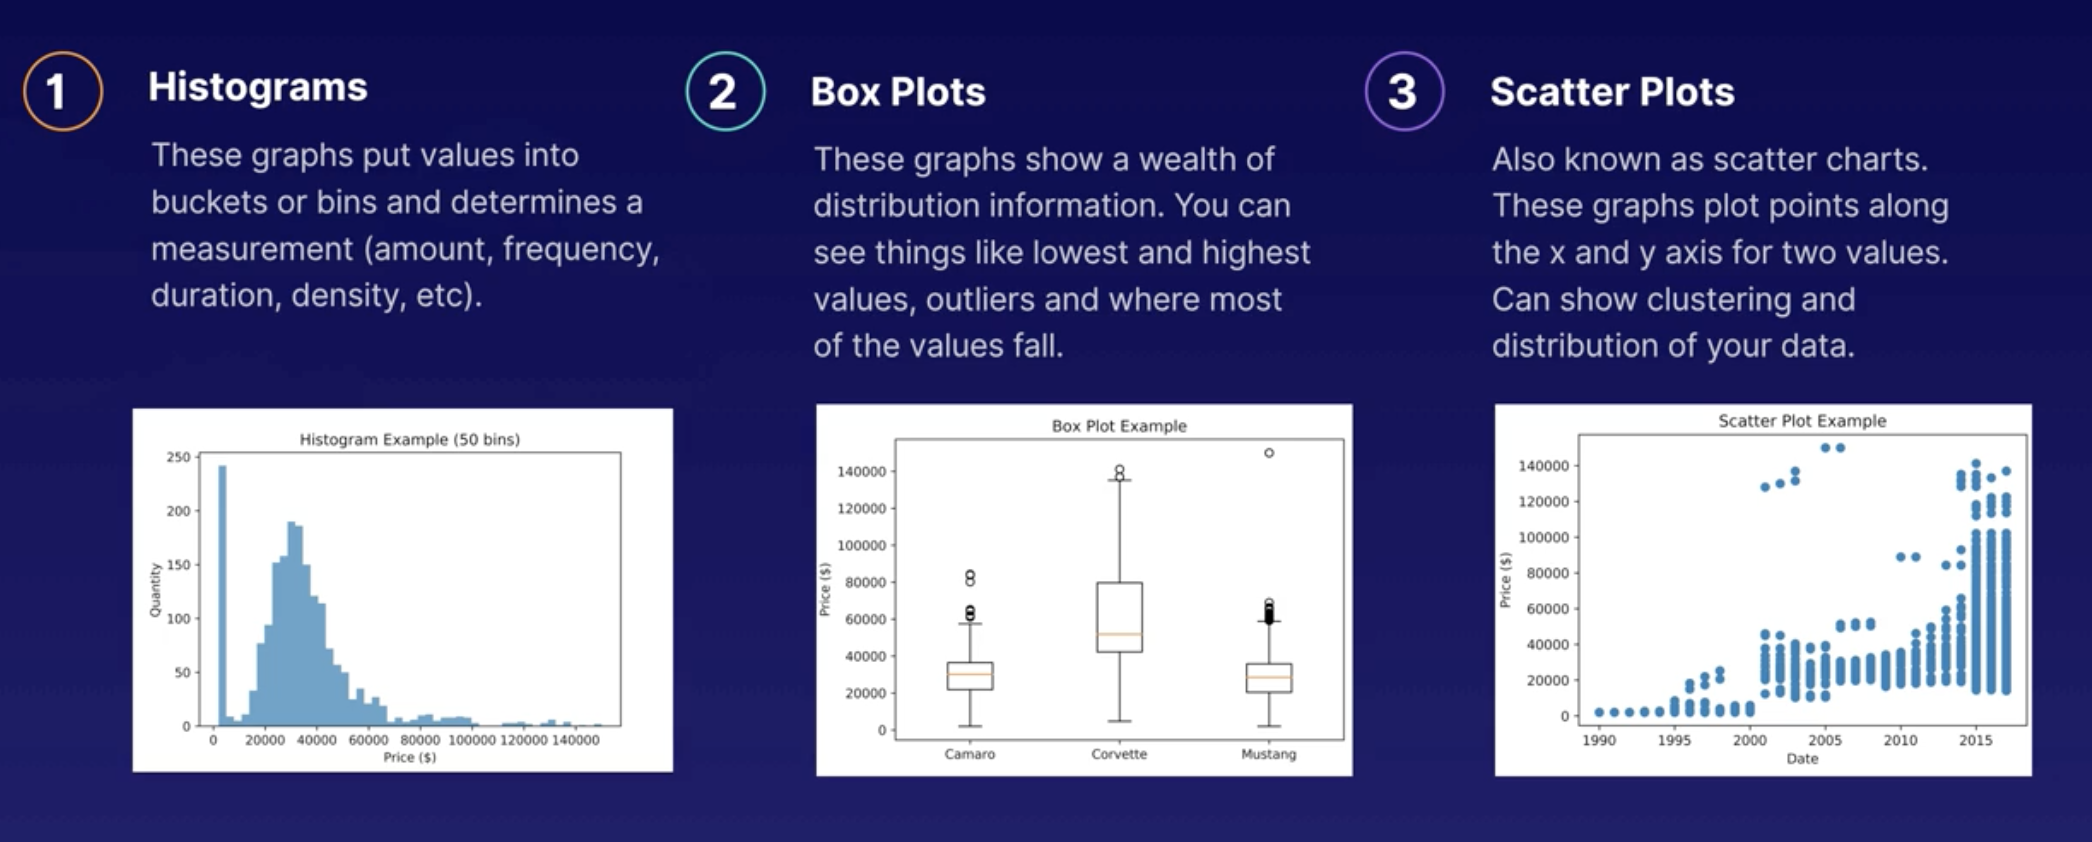 1
Histograms
These graphs put values into
buckets or bins and determines a
measurement (amount, frequency,
duration, density, etc).
Histogram Example (50 bins)
250
200
150
100
50
0
Quantity
0 20000 40000 60000 80000 100000 120000 140000
Price ($)
2
Box Plots
These graphs show a wealth of
distribution information. You can
see things like lowest and highest
values, outliers and where most
of the values fall.
Box Plot Example
140000
120000
100000
80000
60000
40000
20000
0
Price ($)
Camaro Corvette Mustang
3
Scatter Plots
Also known as scatter charts.
These graphs plot points along
the x and y axis for two values.
Can show clustering and
distribution of your data.
Scatter Plot Example
140000
120000
100000
80000
60000
40000
20000
0
Price ($)
1990 1995 2000 2005 2010 2015
Date